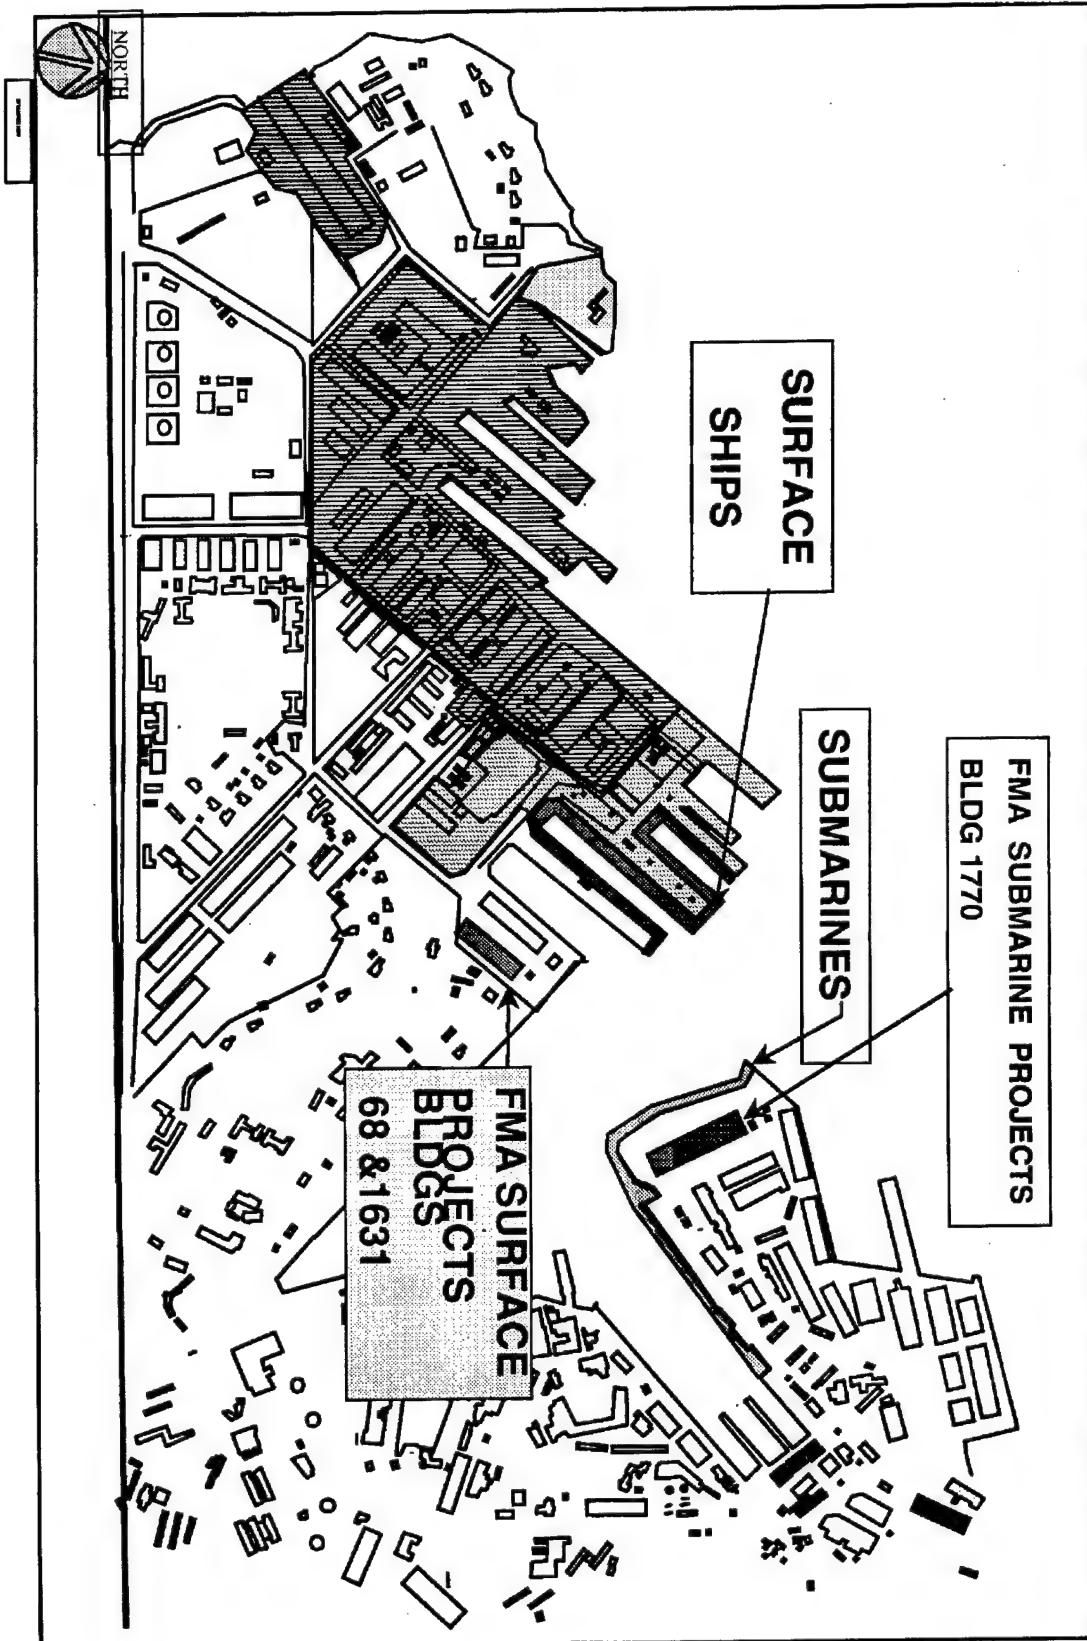 FMA SUBMARINE PROJECTS
BLDG 1770
SUBMARINES
SURFACE
SHIPS
FMA SURFACE
PROJECTS
BLDGS
68 &1631
NORTH